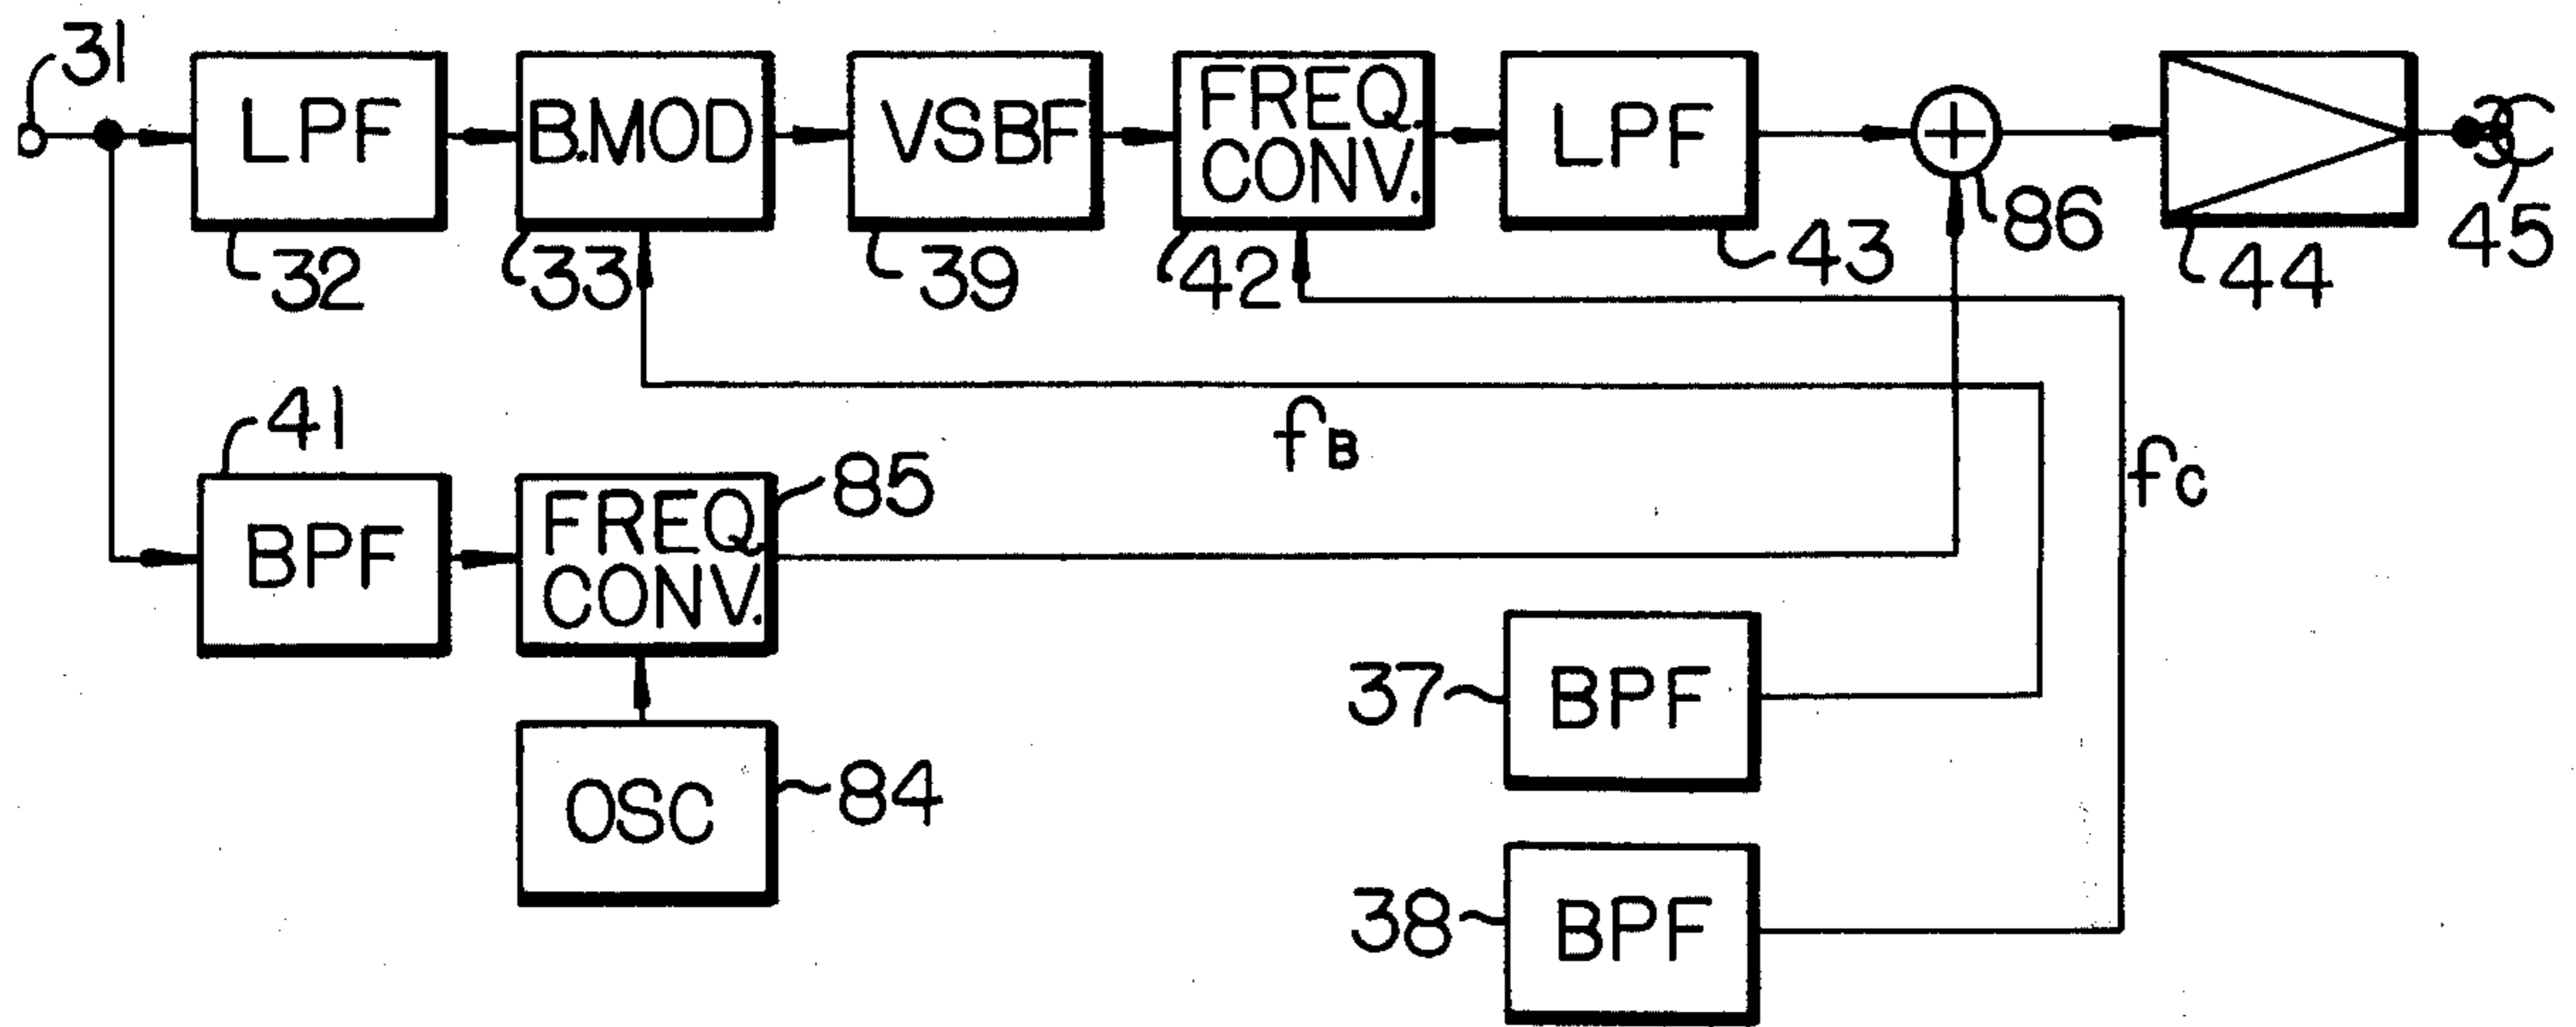 31
LPF
32
B.MOD
33
VSBF
39
FREQ.
CONV.
42
LPF
43
+
86
44
45
fB
fC
41
BPF
FREQ.
CONV.
85
OSC
84
37
BPF
38
BPF